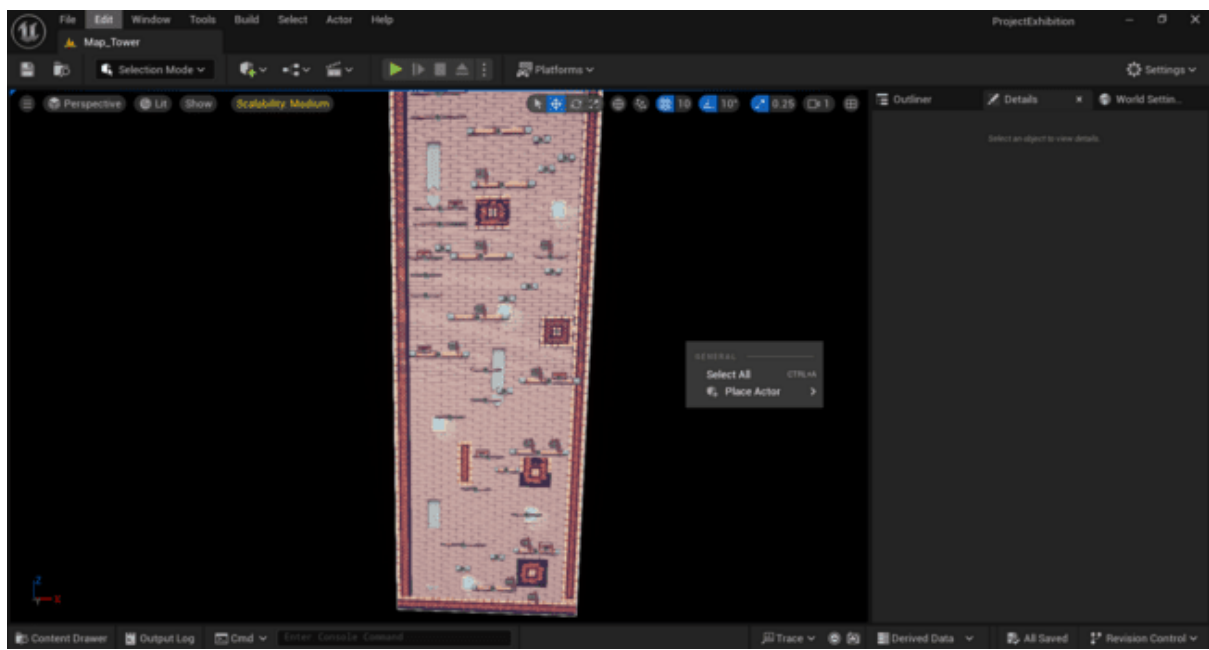 File Edit Window Tools Build Select Actor Help ProjectExhibition
Map_Tower
Selection Mode Platforms Settings
Perspective Lit Show Scalability: Medium 10 10° 0.25 1 Outliner Details World Settin...
Select an object to view details.
GENERAL
Select All CTRL+A
Place Actor
Z
X
Content Drawer Output Log Cmd Enter Console Command Trace Derived Data All Saved Revision Control